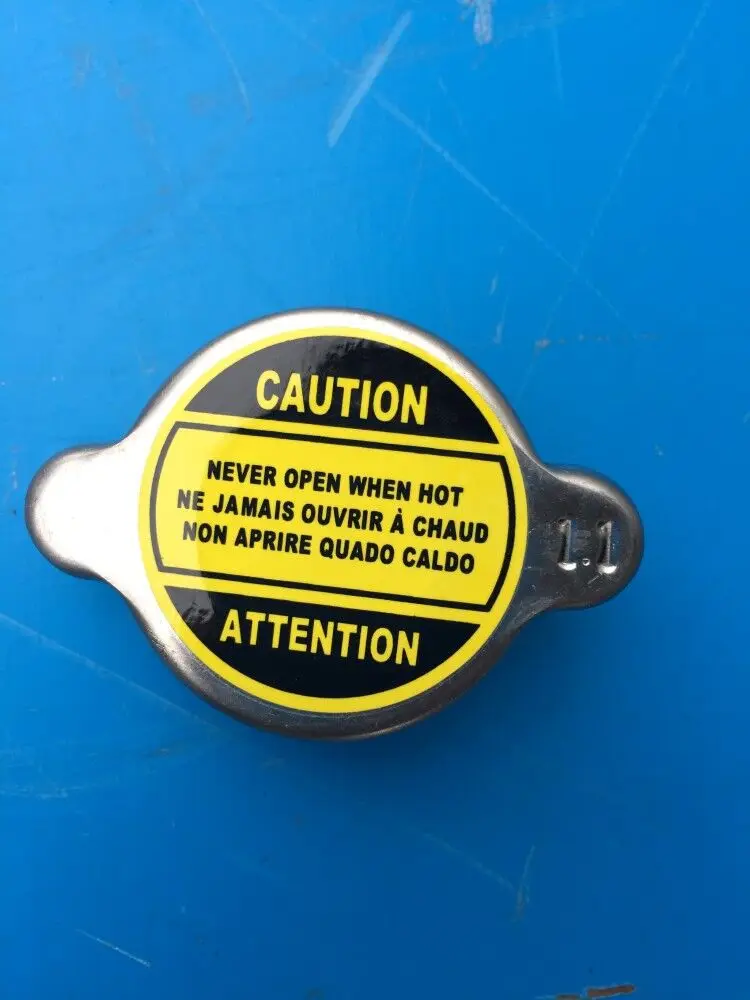 CAUTION
NEVER OPEN WHEN HOT
NE JAMAIS OUVRIR À CHAUD
NON APRIRE QUADO CALDO
1.1
ATTENTION